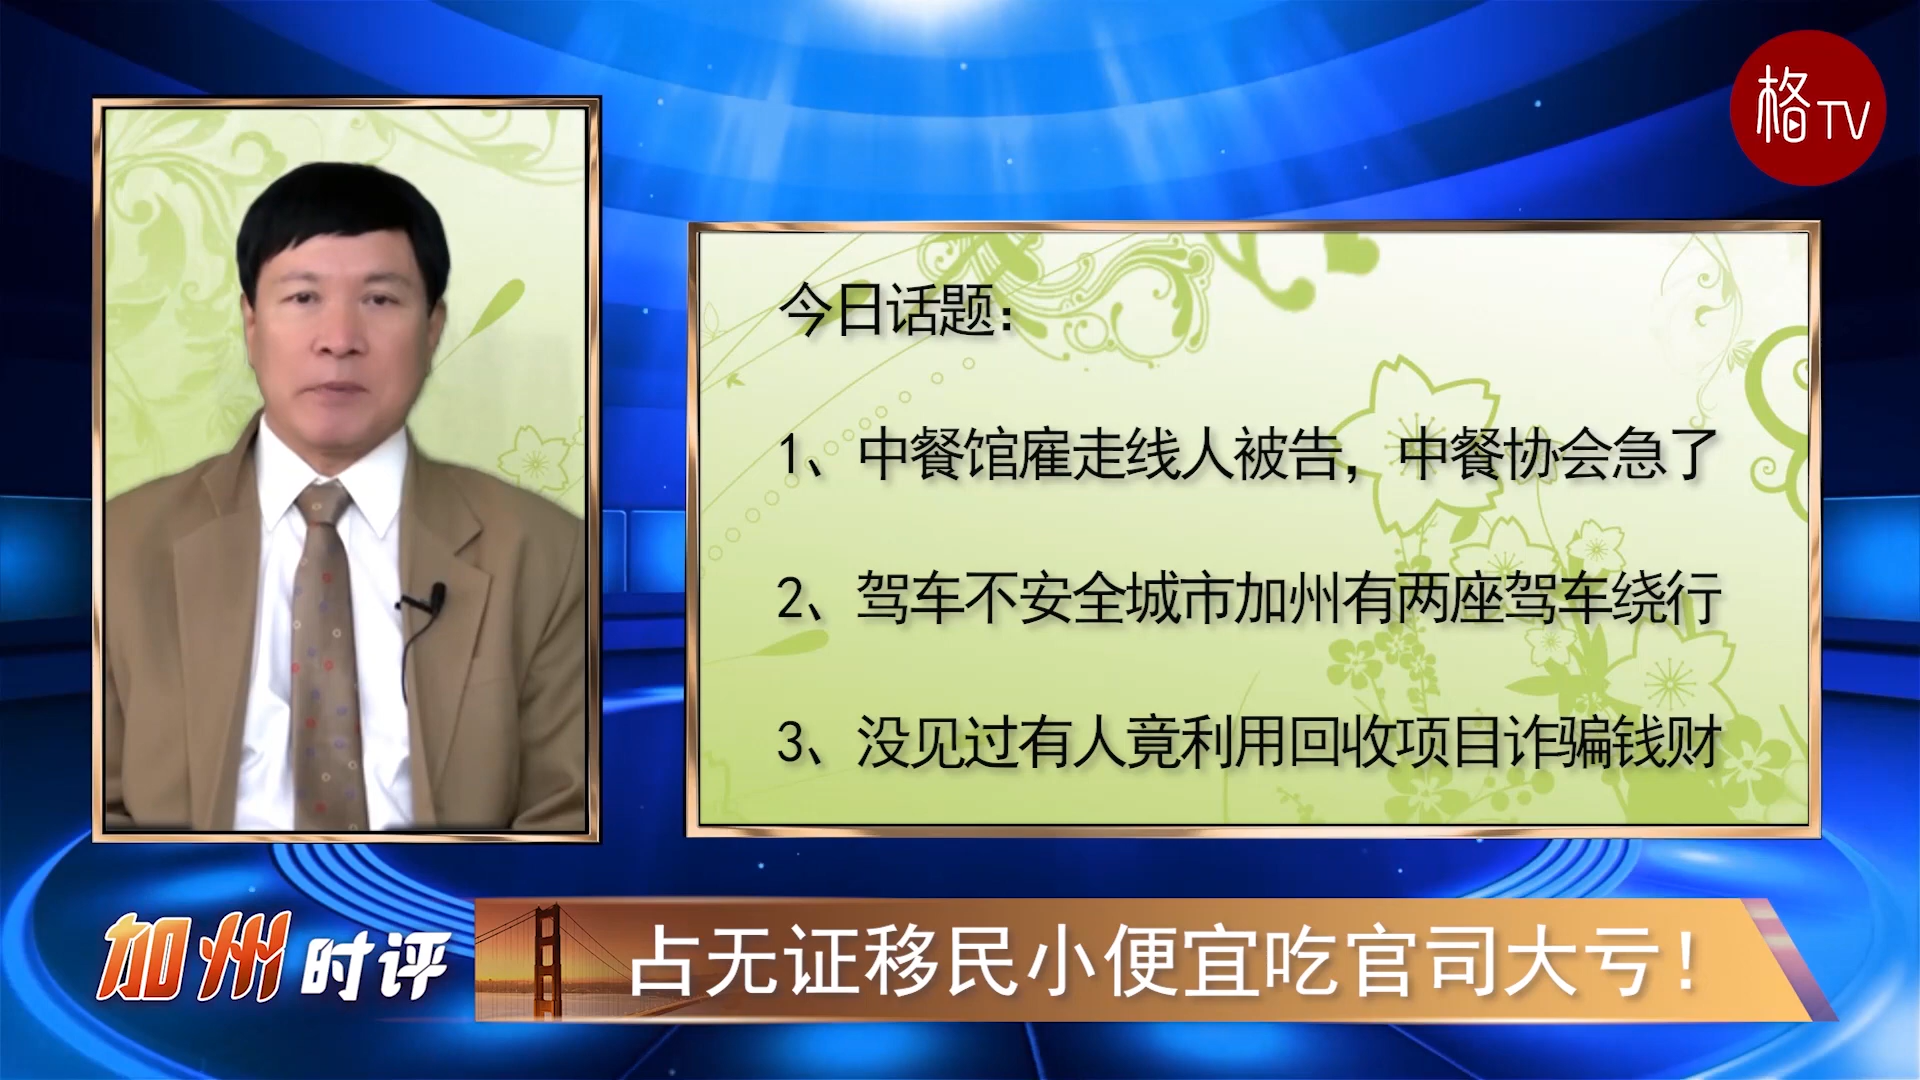 格TV
今日话题：
1、中餐馆雇走线人被告，中餐协会急了
2、驾车不安全城市加州有两座驾车绕行
3、没见过有人竟利用回收项目诈骗钱财
加州时评
占无证移民小便宜吃官司大亏！